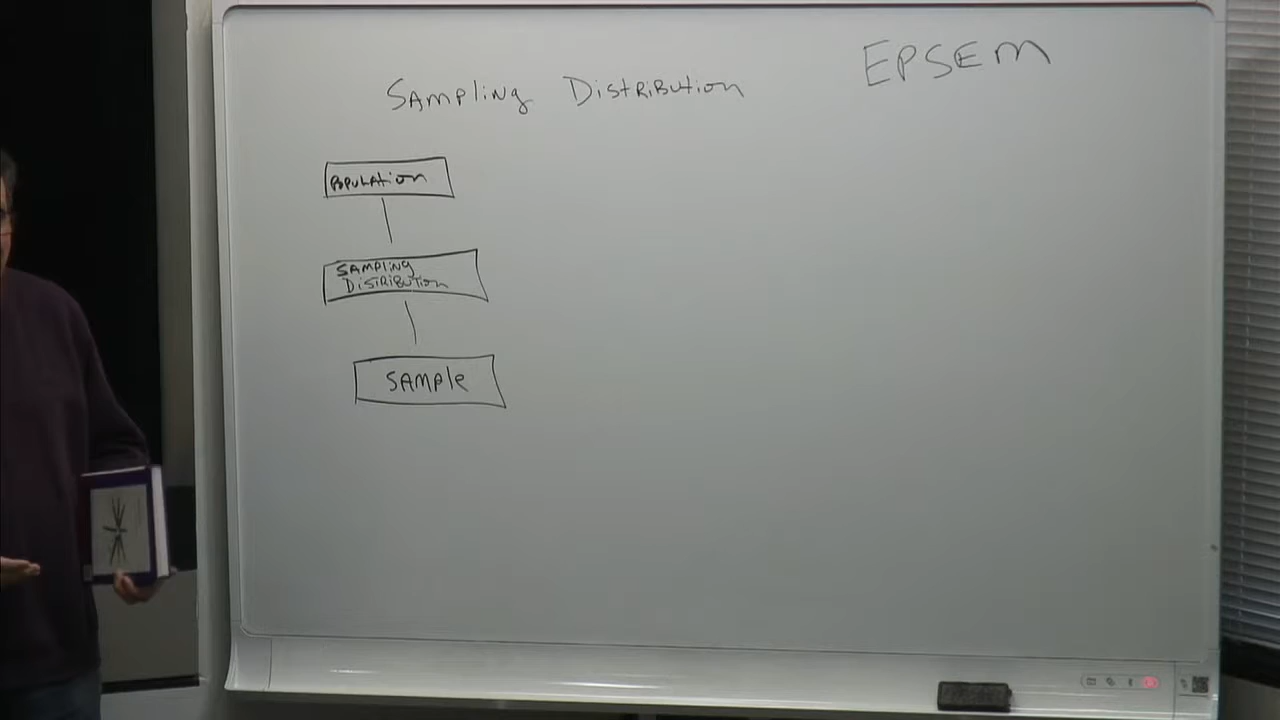 EPSEM
Sampling Distribution
Population
Sampling
Distribution
Sample